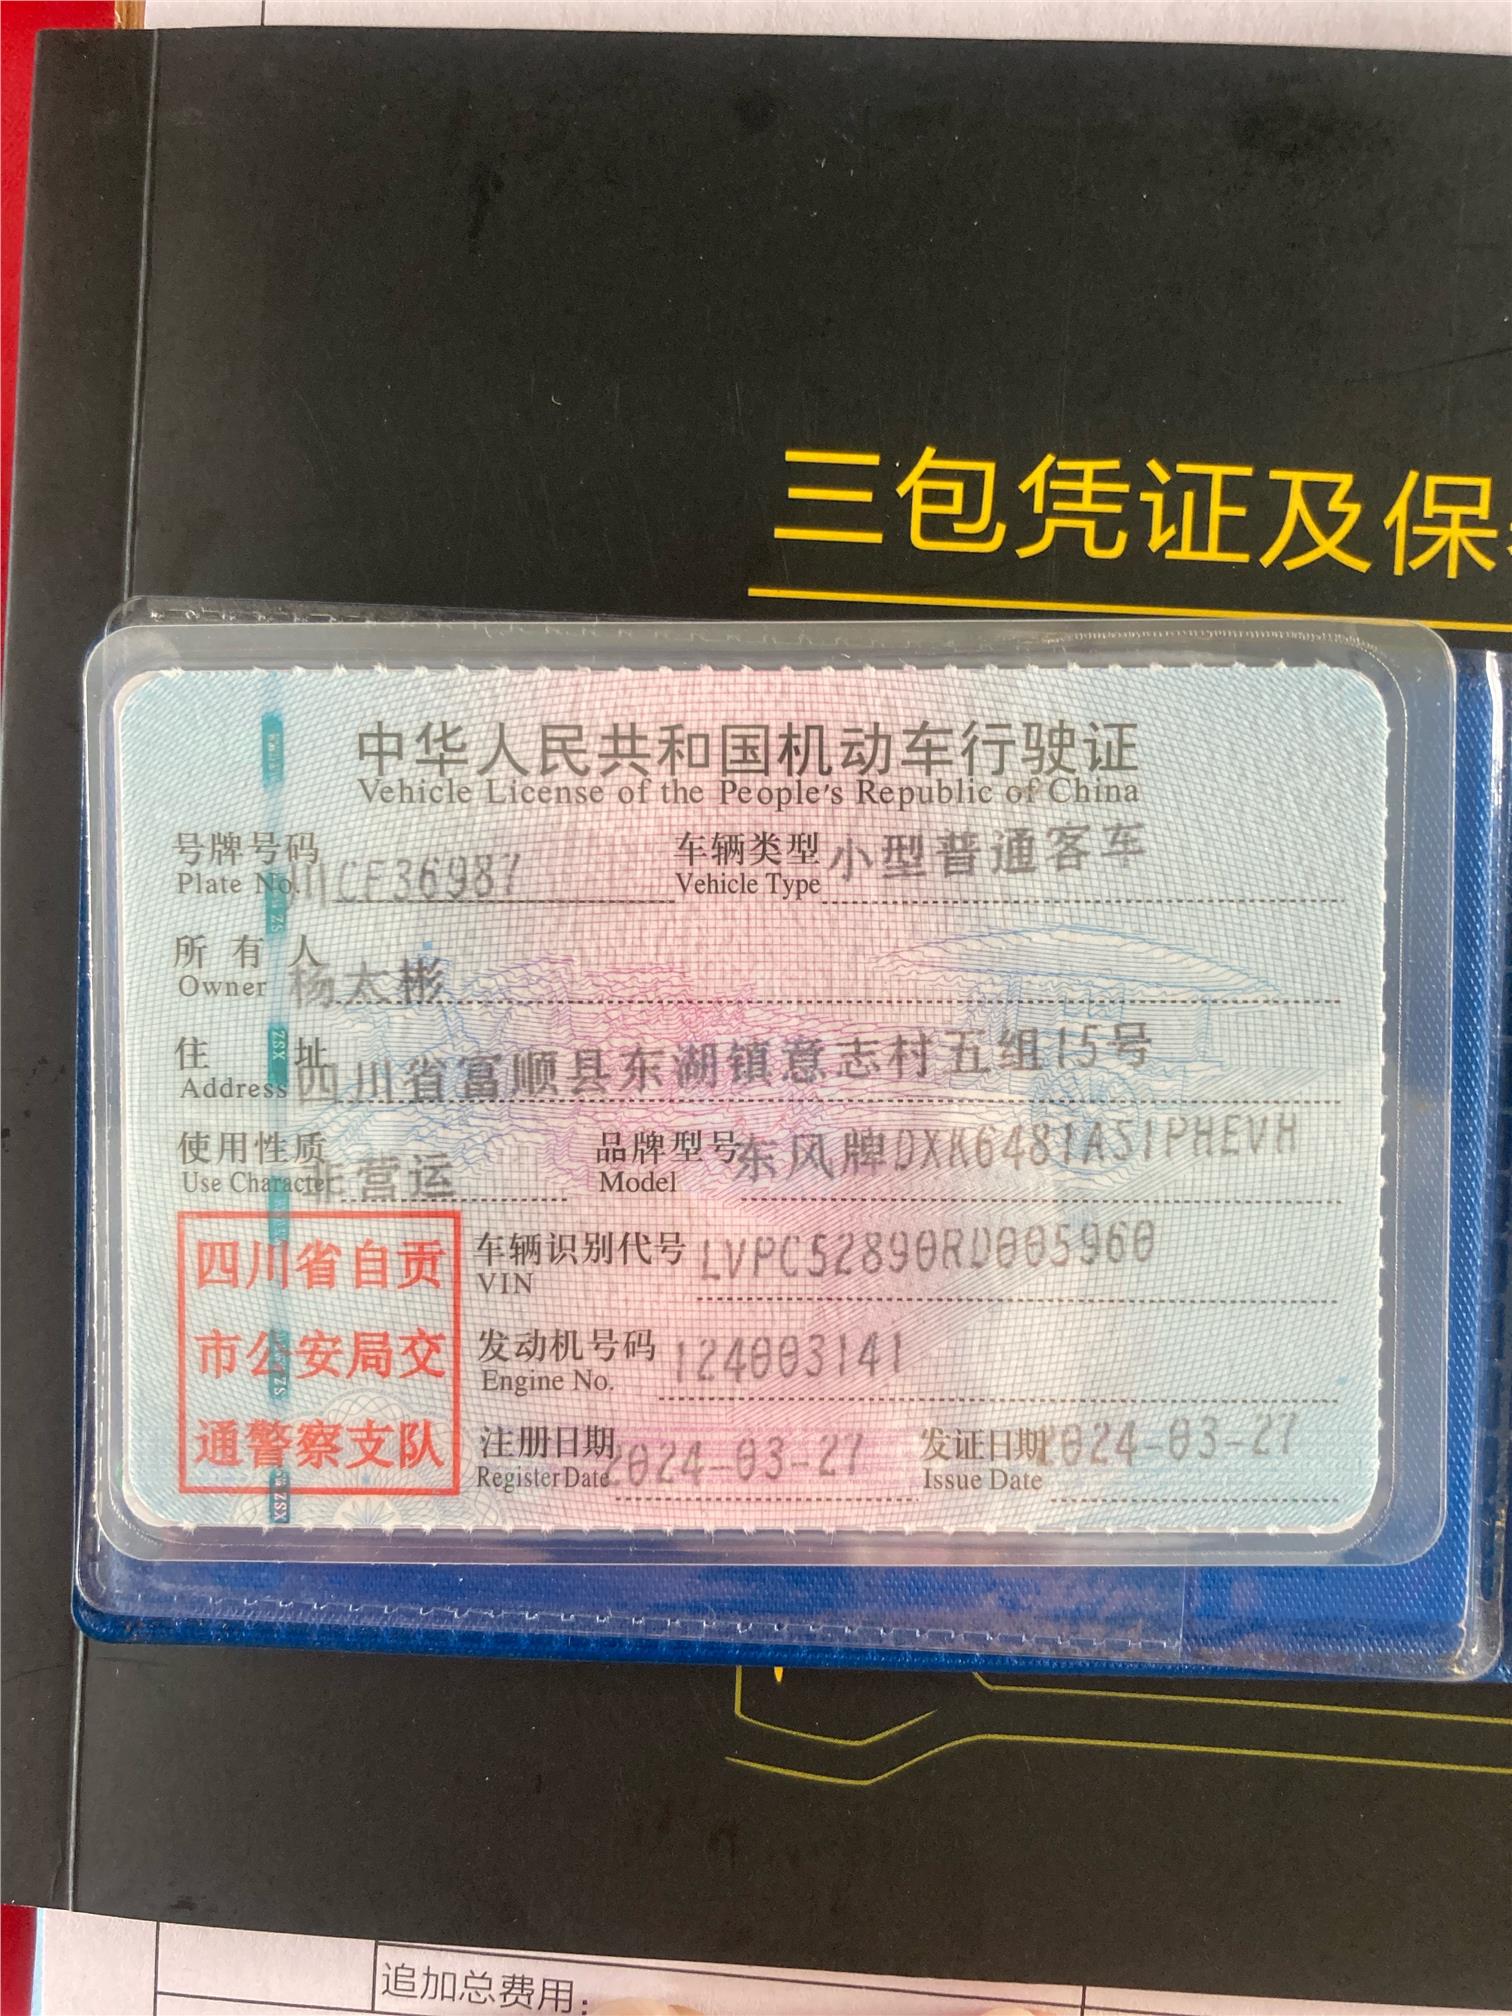 三包凭证及保
中华人民共和国机动车行驶证
Vehicle License of the People's Republic of China
号牌号码 川CF36987 车辆类型 小型普通客车
Plate No. Vehicle Type
所有人 杨太彬
Owner
住址 四川省富顺县东湖镇意志村五组15号
Address
使用性质 非营运 品牌型号 东风牌DXK6481AS1PHEVH
Use Character Model
四川省自贡
市公安局交
通警察支队
车辆识别代号 LVPC52890RD005960
VIN
发动机号码 124003141
Engine No.
注册日期 2024-03-27 发证日期 2024-03-27
Register Date Issue Date
追加总费用: